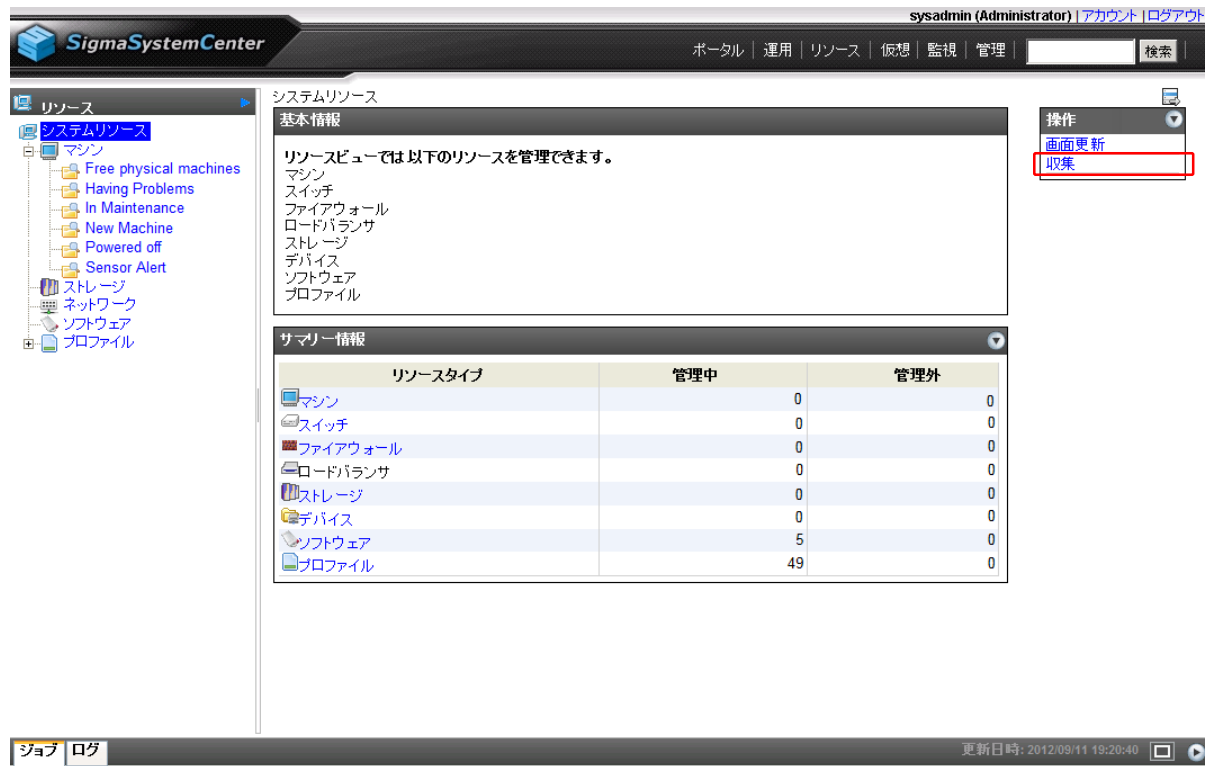 sysadmin (Administrator) | アカウント | ログアウト
SigmaSystemCenter
ポータル | 運用 | リソース | 仮想 | 監視 | 管理 | 検索
リソース
システムリソース
マシン
Free physical machines
Having Problems
In Maintenance
New Machine
Powered off
Sensor Alert
ストレージ
ネットワーク
ソフトウェア
プロファイル
システムリソース
基本情報
リソースビューでは以下のリソースを管理できます。
マシン
スイッチ
ファイアウォール
ロードバランサ
ストレージ
デバイス
ソフトウェア
プロファイル
サマリー情報
リソースタイプ 管理中 管理外
マシン 0 0
スイッチ 0 0
ファイアウォール 0 0
ロードバランサ 0 0
ストレージ 0 0
デバイス 0 0
ソフトウェア 5 0
プロファイル 49 0
操作
画面更新
収集
ジョブ ログ
更新日時: 2012/09/11 19:20:40